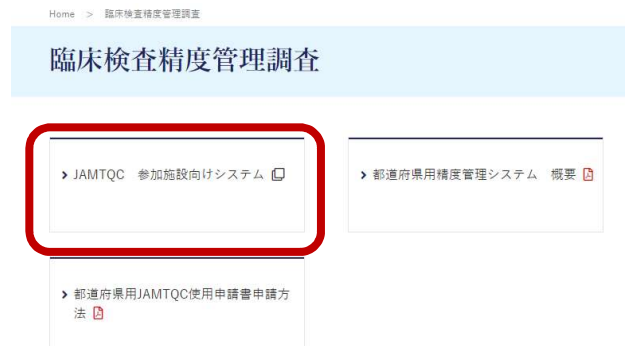 Home > 臨床検査精度管理調査
臨床検査精度管理調査
JAMTQC 参加施設向けシステム
都道府県用精度管理システム 概要
都道府県用JAMTQC使用申請書申請方
法